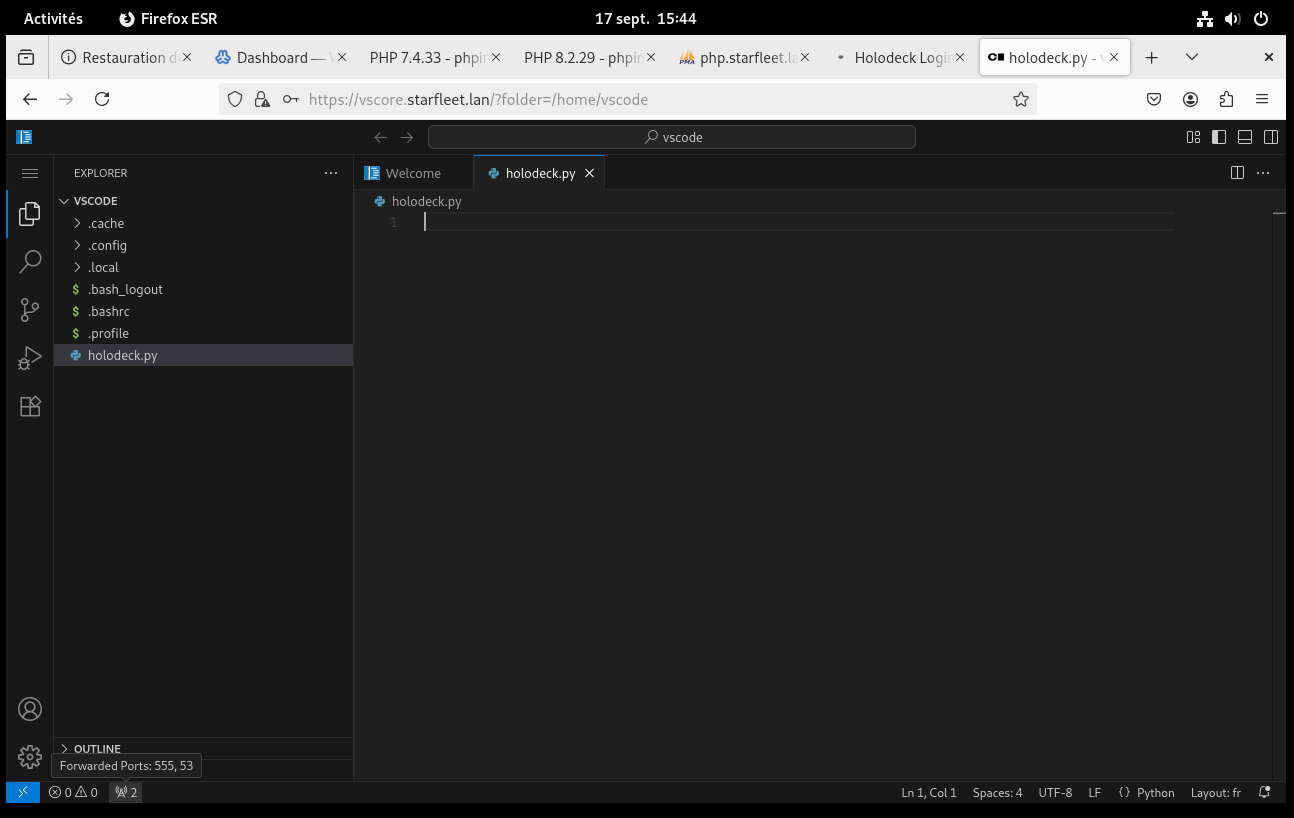 Activités Firefox ESR 17 sept. 15:44
Restauration d Dashboard — PHP 7.4.33 - phpin PHP 8.2.29 - phpin php.starfleet.la Holodeck Login holodeck.py - v
https://vscore.starfleet.lan/?folder=/home/vscode
vscode
EXPLORER
Welcome
holodeck.py
VSCODE
holodeck.py
.cache
1
.config
.local
$ .bash_logout
$ .bashrc
$ .profile
holodeck.py
OUTLINE
Forwarded Ports: 555, 53
0 0 2 Ln 1, Col 1 Spaces: 4 UTF-8 LF {} Python Layout: fr